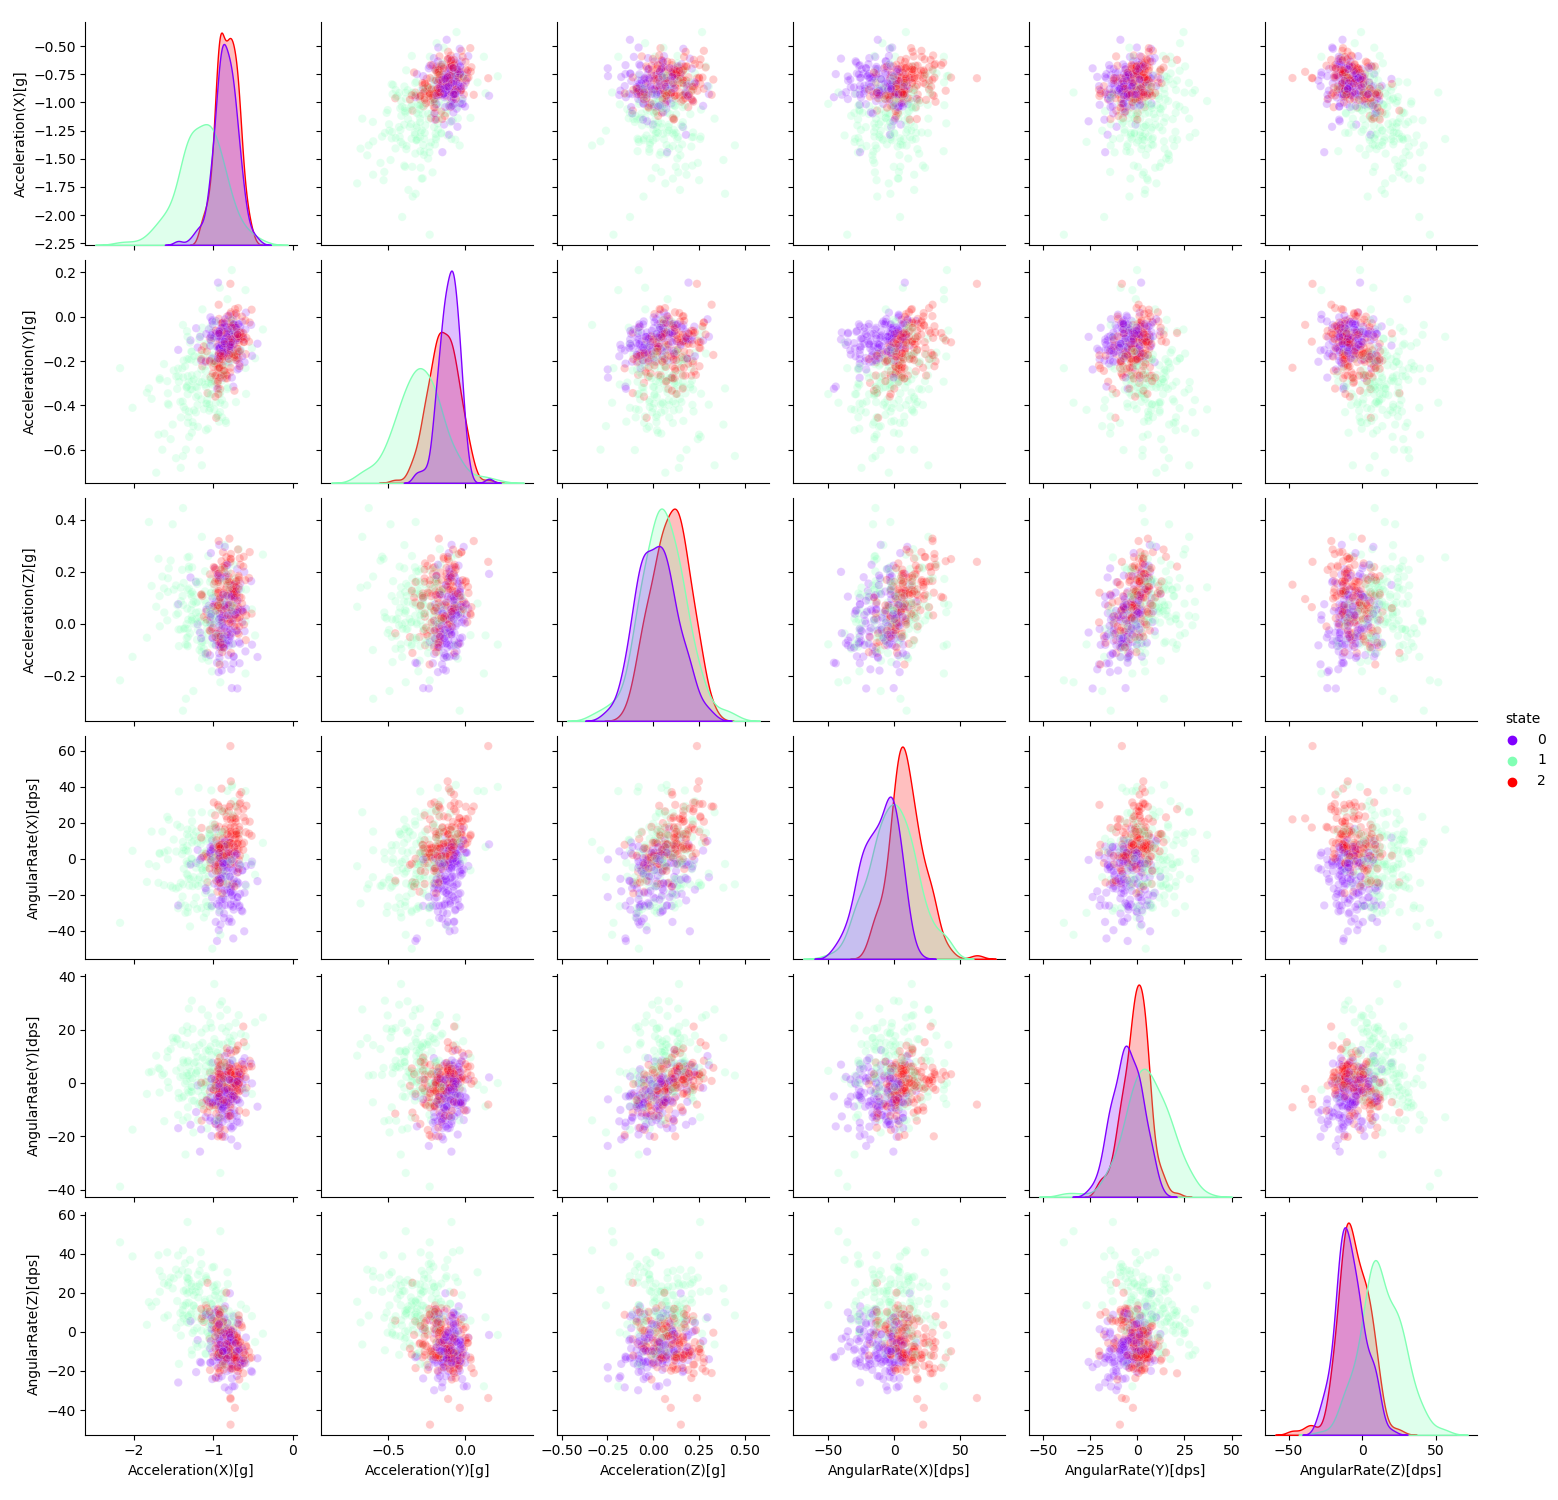 Acceleration(X)[g]
−0.50
−0.75
−1.00
−1.25
−1.50
−1.75
−2.00
−2.25
Acceleration(Y)[g]
0.2
0.0
−0.2
−0.4
−0.6
Acceleration(Z)[g]
0.4
0.2
0.0
−0.2
AngularRate(X)[dps]
60
40
20
0
−20
−40
AngularRate(Y)[dps]
40
20
0
−20
−40
AngularRate(Z)[dps]
60
40
20
0
−20
−40
−2 −1 0
Acceleration(X)[g]
−0.5 0.0
Acceleration(Y)[g]
−0.50 −0.25 0.00 0.25 0.50
Acceleration(Z)[g]
−50 0 50
AngularRate(X)[dps]
−50 −25 0 25 50
AngularRate(Y)[dps]
−50 0 50
AngularRate(Z)[dps]
state
0
1
2